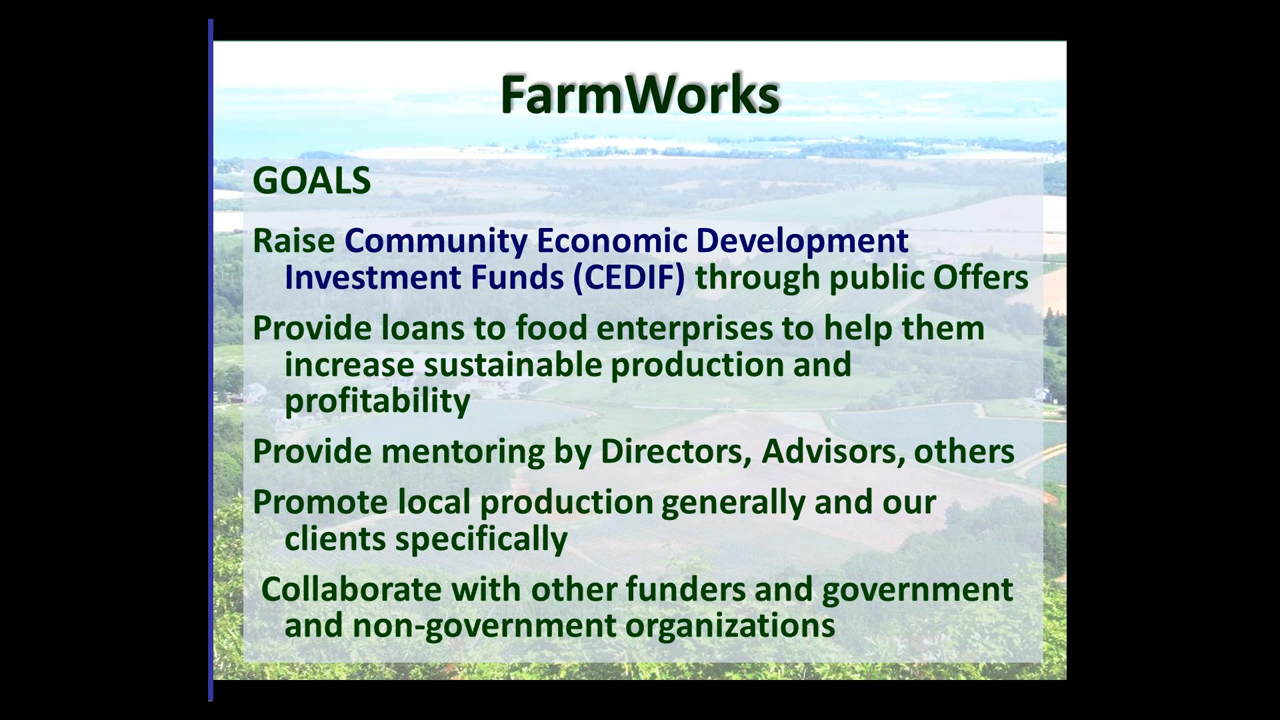 FarmWorks
GOALS
Raise Community Economic Development
Investment Funds (CEDIF) through public Offers
Provide loans to food enterprises to help them
increase sustainable production and
profitability
Provide mentoring by Directors, Advisors, others
Promote local production generally and our
clients specifically
Collaborate with other funders and government
and non-government organizations